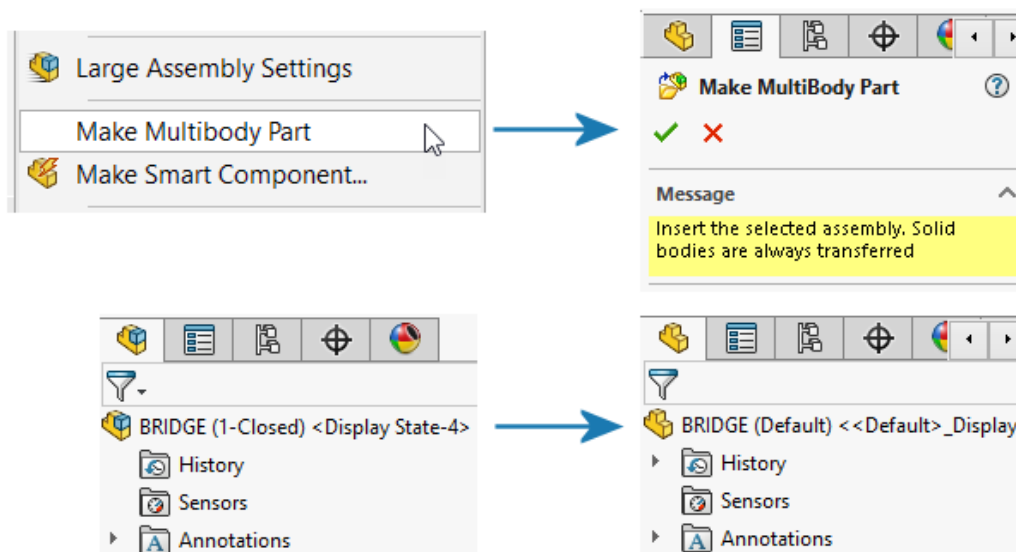 Large Assembly Settings
Make Multibody Part
Make Smart Component...
Make MultiBody Part
Message
Insert the selected assembly. Solid
bodies are always transferred
BRIDGE (1-Closed) <Display State-4>
History
Sensors
Annotations
BRIDGE (Default) <<Default>_Display
History
Sensors
Annotations